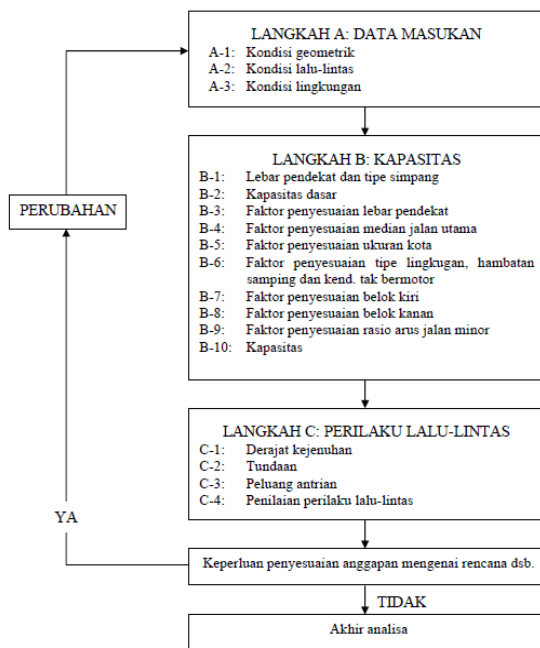 LANGKAH A: DATA MASUKAN
A-1: Kondisi geometrik
A-2: Kondisi lalu-lintas
A-3: Kondisi lingkungan
LANGKAH B: KAPASITAS
B-1: Lebar pendekat dan tipe simpang
B-2: Kapasitas dasar
B-3: Faktor penyesuaian lebar pendekat
B-4: Faktor penyesuaian median jalan utama
B-5: Faktor penyesuaian ukuran kota
B-6: Faktor penyesuaian tipe lingkugan, hambatan
samping dan kend. tak bermotor
B-7: Faktor penyesuaian belok kiri
B-8: Faktor penyesuaian belok kanan
B-9: Faktor penyesuaian rasio arus jalan minor
B-10: Kapasitas
PERUBAHAN
LANGKAH C: PERILAKU LALU-LINTAS
C-1: Derajat kejenuhan
C-2: Tundaan
C-3: Peluang antrian
C-4: Penilaian perilaku lalu-lintas
YA
Keperluan penyesuaian anggapan mengenai rencana dsb.
TIDAK
Akhir analisa